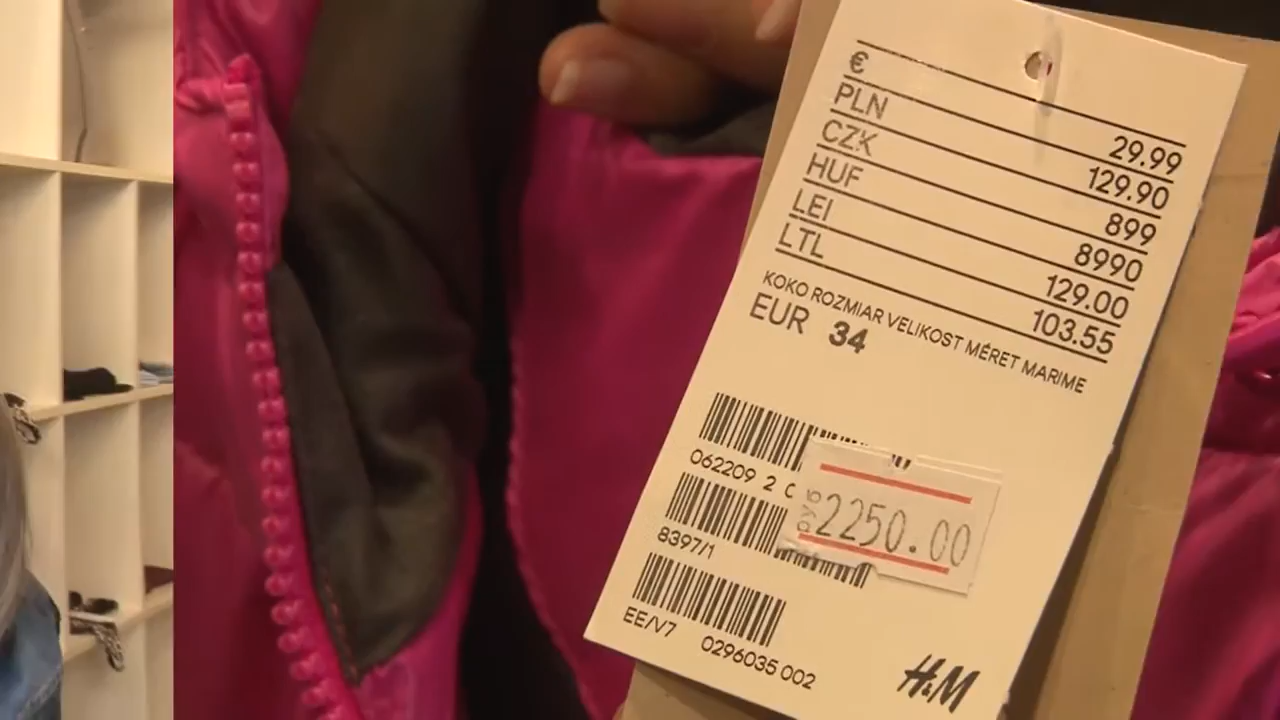 € 29.99
PLN 129.90
CZK 899
HUF 8990
LEI 129.00
LTL 103.55
KOKO ROZMIAR VELIKOST MÉRET MARIME
EUR 34
062209 2
руб 2250.00
8397/1
EE/V7 0296035 002
H&M